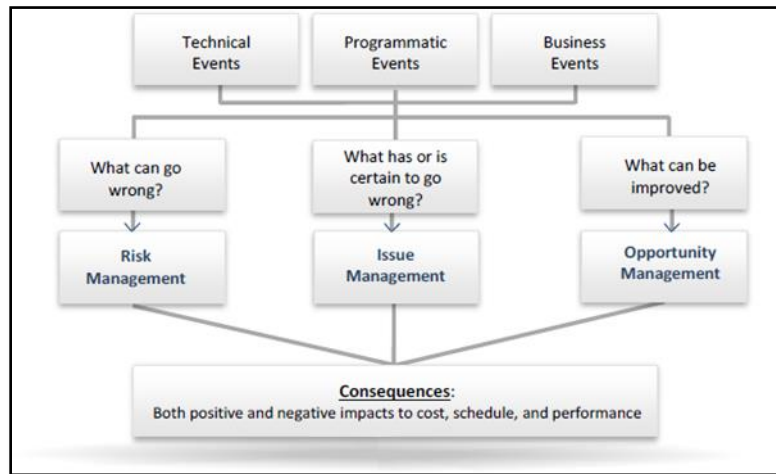 Technical
Events
Programmatic
Events
Business
Events
What can go
wrong?
What has or is
certain to go
wrong?
What can be
improved?
Risk
Management
Issue
Management
Opportunity
Management
Consequences:
Both positive and negative impacts to cost, schedule, and performance